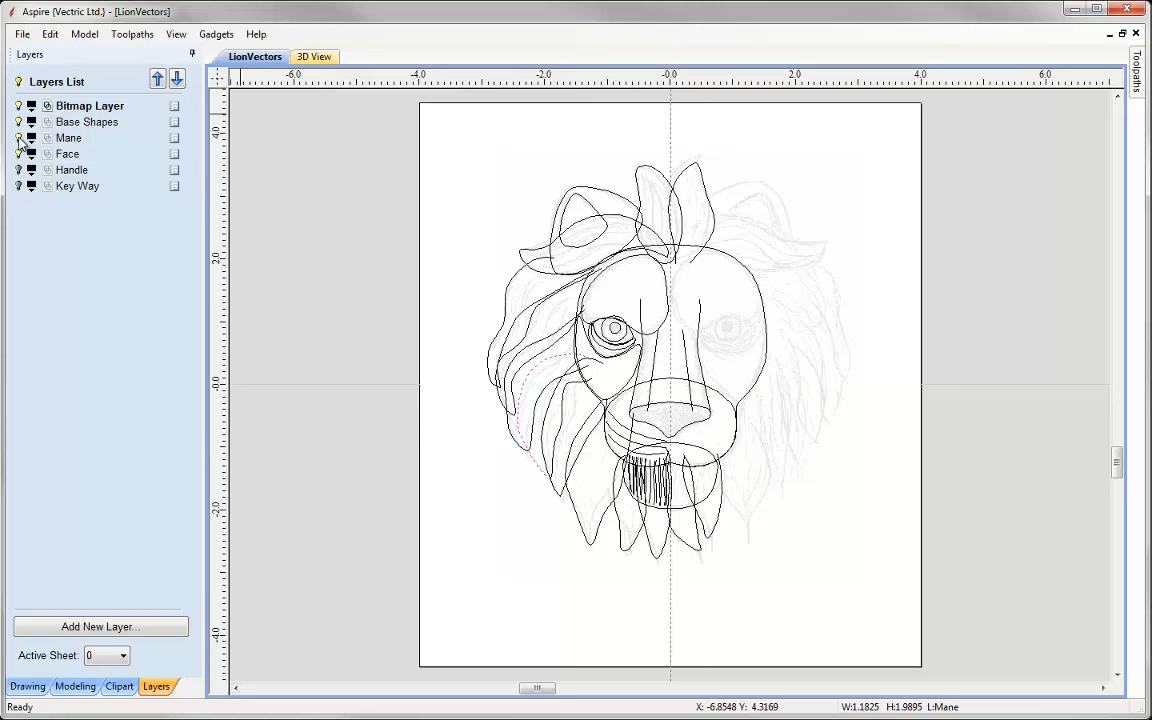 Aspire {Vectric Ltd.} - [LionVectors]
File Edit Model Toolpaths View Gadgets Help
Layers
LionVectors 3D View
Layers List
-6.0 -4.0 -2.0 -0.0 2.0 4.0 6.0
Bitmap Layer
Base Shapes
Mane
Face
Handle
Key Way
4.0
2.0
-0.0
-2.0
-4.0
Toolpaths
Add New Layer...
Active Sheet: 0
Drawing Modeling Clipart Layers
Ready X: -6.8548 Y: 4.3169 W:1.1825 H:1.9895 L:Mane